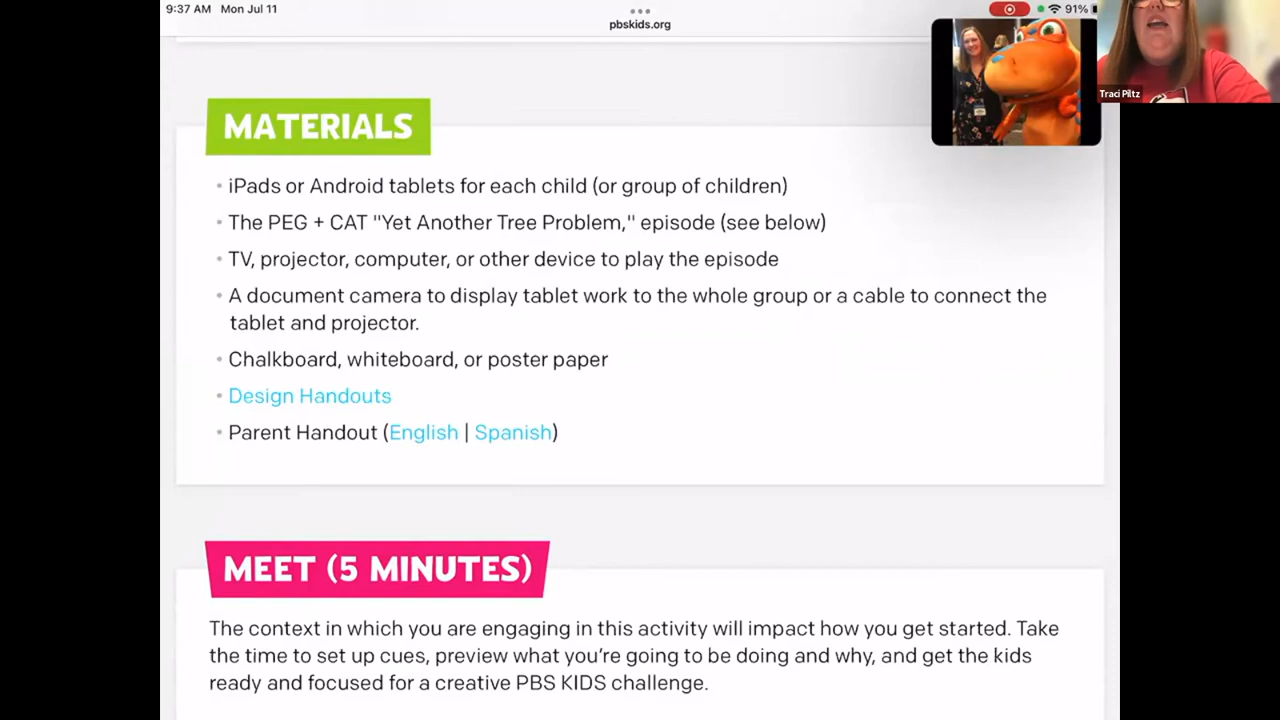 9:37 AM Mon Jul 11
91%
pbskids.org
Traci Piltz
MATERIALS
iPads or Android tablets for each child (or group of children)
The PEG + CAT "Yet Another Tree Problem," episode (see below)
TV, projector, computer, or other device to play the episode
A document camera to display tablet work to the whole group or a cable to connect the
tablet and projector.
Chalkboard, whiteboard, or poster paper
Design Handouts
Parent Handout (English | Spanish)
MEET (5 MINUTES)
The context in which you are engaging in this activity will impact how you get started. Take
the time to set up cues, preview what you're going to be doing and why, and get the kids
ready and focused for a creative PBS KIDS challenge.